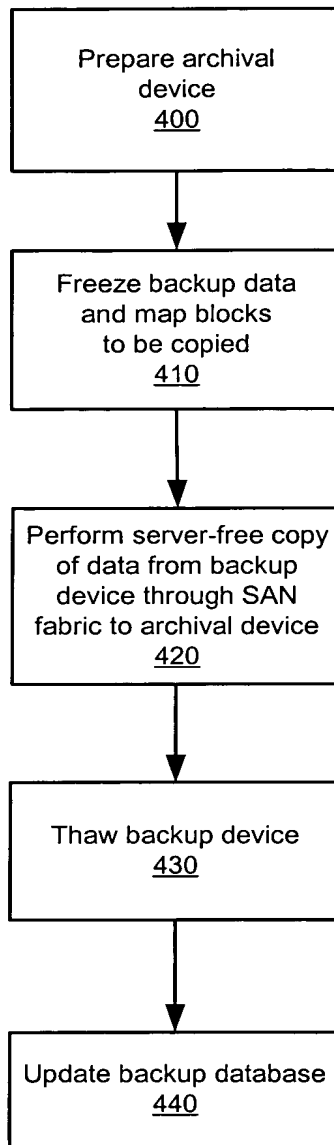 Prepare archival
device
400
Freeze backup data
and map blocks
to be copied
410
Perform server-free copy
of data from backup
device through SAN
fabric to archival device
420
Thaw backup device
430
Update backup database
440